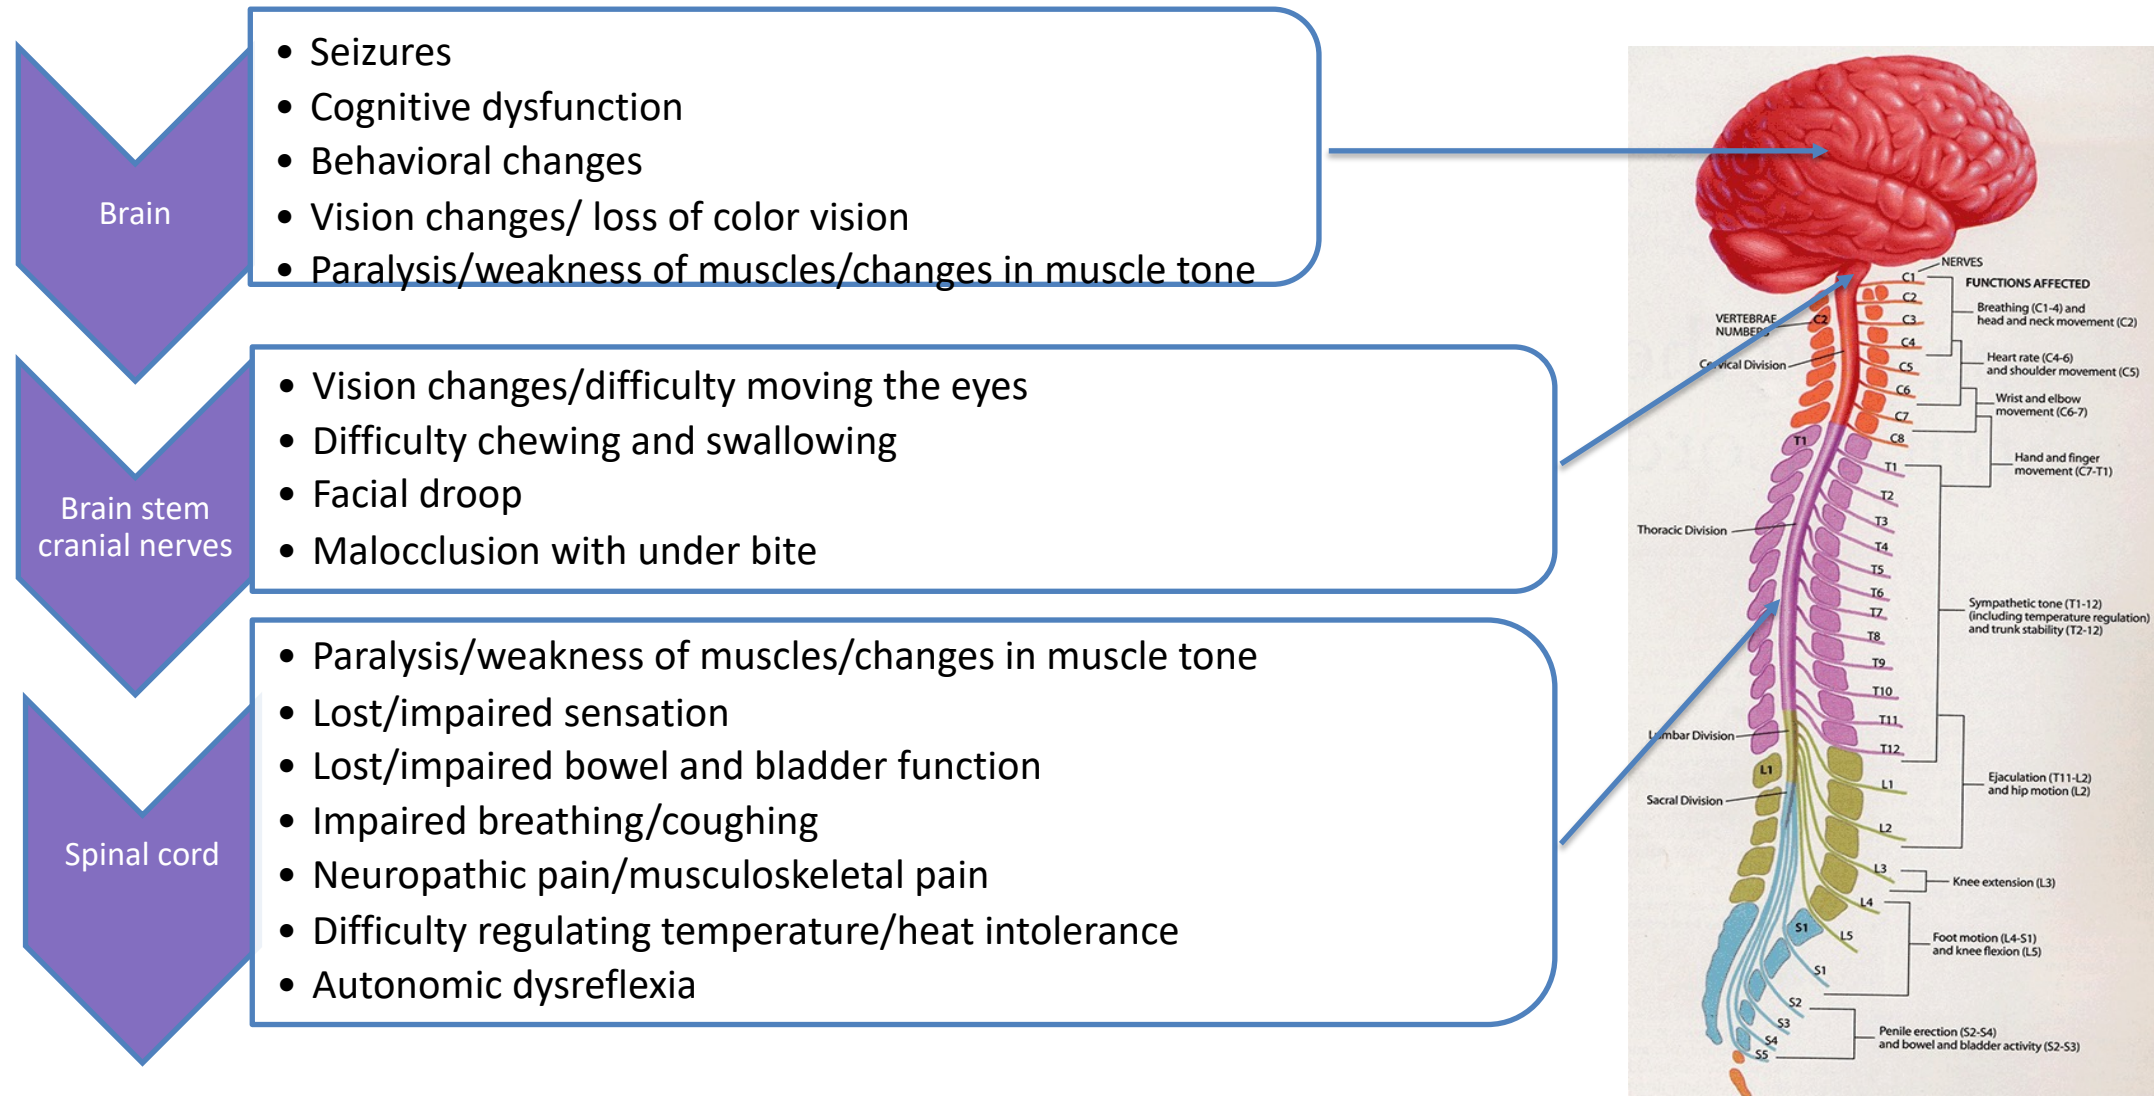 Brain
• Seizures
• Cognitive dysfunction
• Behavioral changes
• Vision changes/ loss of color vision
• Paralysis/weakness of muscles/changes in muscle tone
Brain stem
cranial nerves
• Vision changes/difficulty moving the eyes
• Difficulty chewing and swallowing
• Facial droop
• Malocclusion with under bite
Spinal cord
• Paralysis/weakness of muscles/changes in muscle tone
• Lost/impaired sensation
• Lost/impaired bowel and bladder function
• Impaired breathing/coughing
• Neuropathic pain/musculoskeletal pain
• Difficulty regulating temperature/heat intolerance
• Autonomic dysreflexia
NERVES
FUNCTIONS AFFECTED
VERTEBRAE
NUMBERS
C2
Cervical Division
T1
Thoracic Division
Lumbar Division
L1
Sacral Division
S1
C1
C2
C3
C4
C5
C6
C7
C8
T1
T2
T3
T4
T5
T6
T7
T8
T9
T10
T11
T12
L1
L2
L3
L4
L5
S1
S2
S3
S4
S5
Breathing (C1-4) and
head and neck movement (C2)
Heart rate (C4-6)
and shoulder movement (C5)
Wrist and elbow
movement (C6-7)
Hand and finger
movement (C7-T1)
Sympathetic tone (T1-12)
(including temperature regulation)
and trunk stability (T2-12)
Ejaculation (T11-L2)
and hip motion (L2)
Knee extension (L3)
Foot motion (L4-S1)
and knee flexion (L5)
Penile erection (S2-S4)
and bowel and bladder activity (S2-S3)